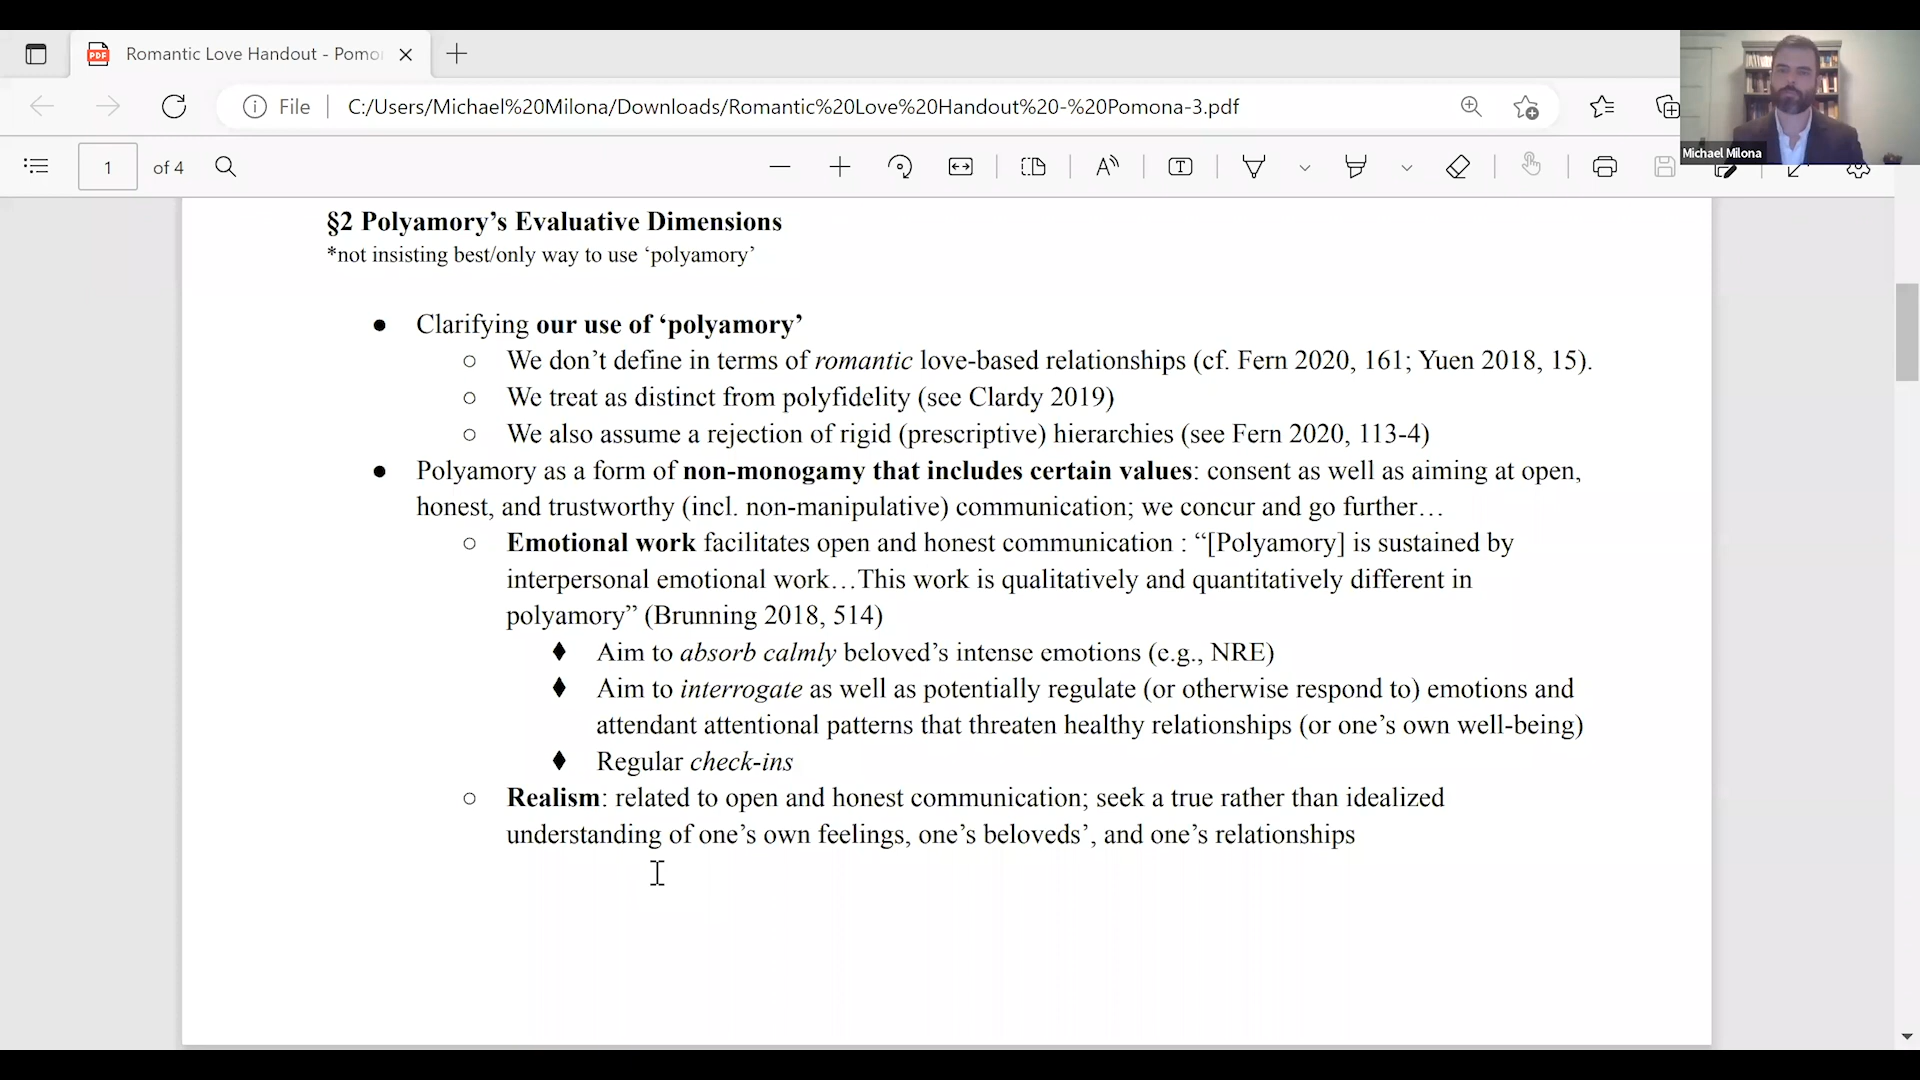 Romantic Love Handout - Pomo
File
C:/Users/Michael%20Milona/Downloads/Romantic%20Love%20Handout%20-%20Pomona-3.pdf
Michael Milona
1 of 4
§2 Polyamory’s Evaluative Dimensions
*not insisting best/only way to use ‘polyamory’
● Clarifying our use of ‘polyamory’
○ We don’t define in terms of romantic love-based relationships (cf. Fern 2020, 161; Yuen 2018, 15).
○ We treat as distinct from polyfidelity (see Clardy 2019)
○ We also assume a rejection of rigid (prescriptive) hierarchies (see Fern 2020, 113-4)
● Polyamory as a form of non-monogamy that includes certain values: consent as well as aiming at open,
honest, and trustworthy (incl. non-manipulative) communication; we concur and go further…
○ Emotional work facilitates open and honest communication : “[Polyamory] is sustained by
interpersonal emotional work…This work is qualitatively and quantitatively different in
polyamory” (Brunning 2018, 514)
♦ Aim to absorb calmly beloved’s intense emotions (e.g., NRE)
♦ Aim to interrogate as well as potentially regulate (or otherwise respond to) emotions and
attendant attentional patterns that threaten healthy relationships (or one’s own well-being)
♦ Regular check-ins
○ Realism: related to open and honest communication; seek a true rather than idealized
understanding of one’s own feelings, one’s beloveds’, and one’s relationships